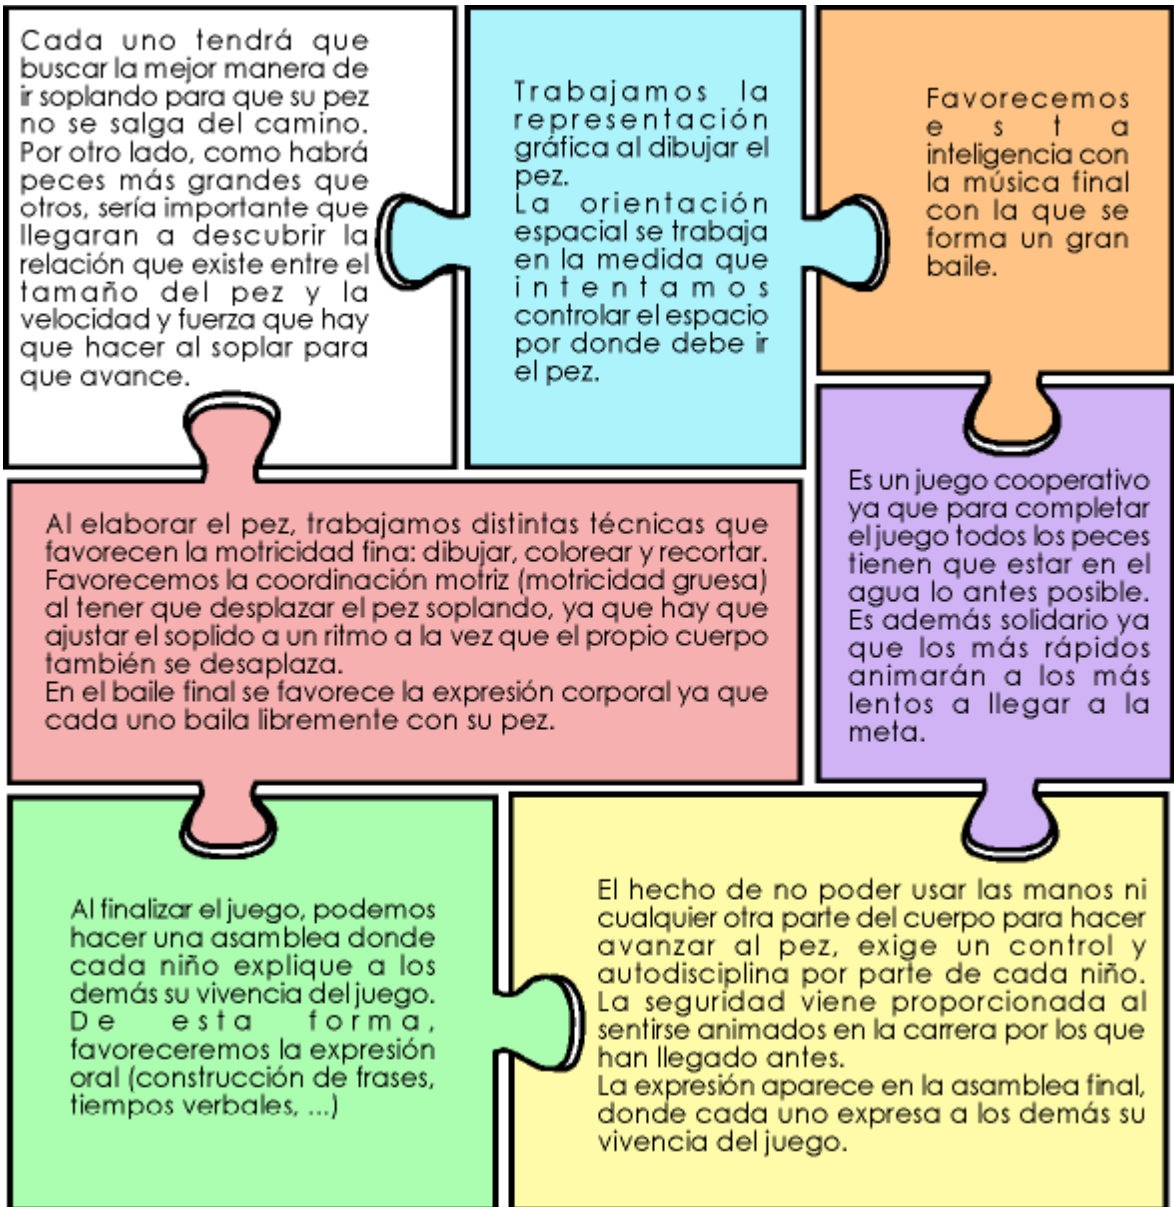 Cada uno tendrá que
buscar la mejor manera de
ir soplando para que su pez
no se salga del camino.
Por otro lado, como habrá
peces más grandes que
otros, sería importante que
llegaran a descubrir la
relación que existe entre el
tamaño del pez y la
velocidad y fuerza que hay
que hacer al soplar para
que avance.
Trabajamos la
representación
gráfica al dibujar el
pez.
La orientación
espacial se trabaja
en la medida que
intentamos
controlar el espacio
por donde debe ir
el pez.
Favorecemos
esta
inteligencia con
la música final
con la que se
forma un gran
baile.
Al elaborar el pez, trabajamos distintas técnicas que
favorecen la motricidad fina: dibujar, colorear y recortar.
Favorecemos la coordinación motriz (motricidad gruesa)
al tener que desplazar el pez soplando, ya que hay que
ajustar el soplido a un ritmo a la vez que el propio cuerpo
también se desaplaza.
En el baile final se favorece la expresión corporal ya que
cada uno baila libremente con su pez.
Es un juego cooperativo
ya que para completar
el juego todos los peces
tienen que estar en el
agua lo antes posible.
Es además solidario ya
que los más rápidos
animarán a los más
lentos a llegar a la
meta.
Al finalizar el juego, podemos
hacer una asamblea donde
cada niño explique a los
demás su vivencia del juego.
De esta forma,
favoreceremos la expresión
oral (construcción de frases,
tiempos verbales, ...)
El hecho de no poder usar las manos ni
cualquier otra parte del cuerpo para hacer
avanzar al pez, exige un control y
autodisciplina por parte de cada niño.
La seguridad viene proporcionada al
sentirse animados en la carrera por los que
han llegado antes.
La expresión aparece en la asamblea final,
donde cada uno expresa a los demás su
vivencia del juego.